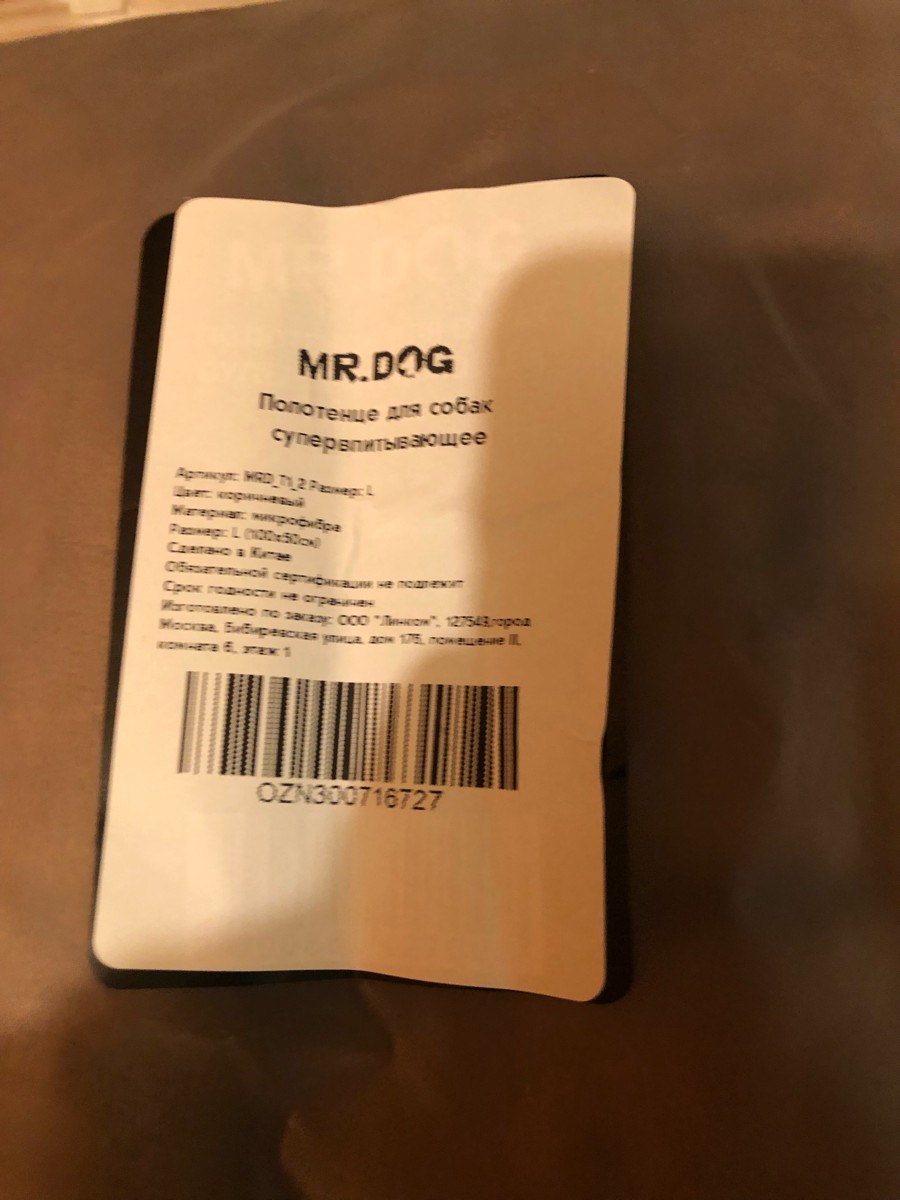 MR.DOG
Полотенце для собак
супервпитывающее
Артикул: MRD_T1_2 Размер: L
Цвет: коричневый
Материал: микрофибра
Размер: L (100x50см)
Сделано в Китае
Обязательной сертификации не подлежит
Срок годности не ограничен
Изготовлено по заказу: ООО "Линком", 127549,город
Москва, Бибиревская улица, дом 17Б, помещение III,
комната 6, этаж 1
OZN300716727